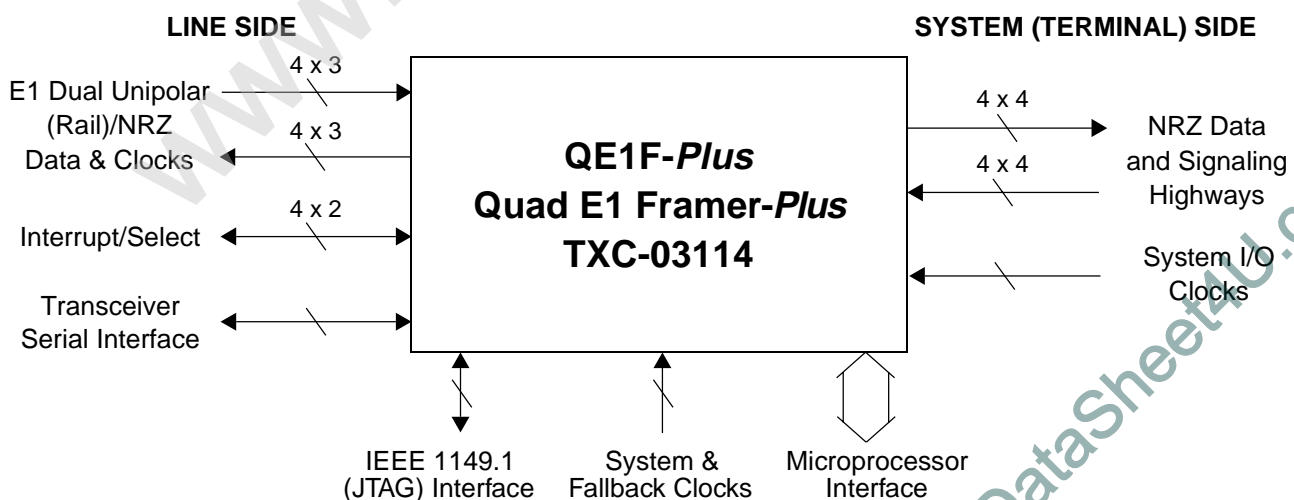 LINE SIDE
SYSTEM (TERMINAL) SIDE
4 x 3
E1 Dual Unipolar
(Rail)/NRZ
Data & Clocks
4 x 3
4 x 2
Interrupt/Select
Transceiver
Serial Interface
QE1F-Plus
Quad E1 Framer-Plus
TXC-03114
4 x 4
4 x 4
NRZ Data
and Signaling
Highways
System I/O
Clocks
IEEE 1149.1
(JTAG) Interface
System &
Fallback Clocks
Microprocessor
Interface
DataSheet4U.c